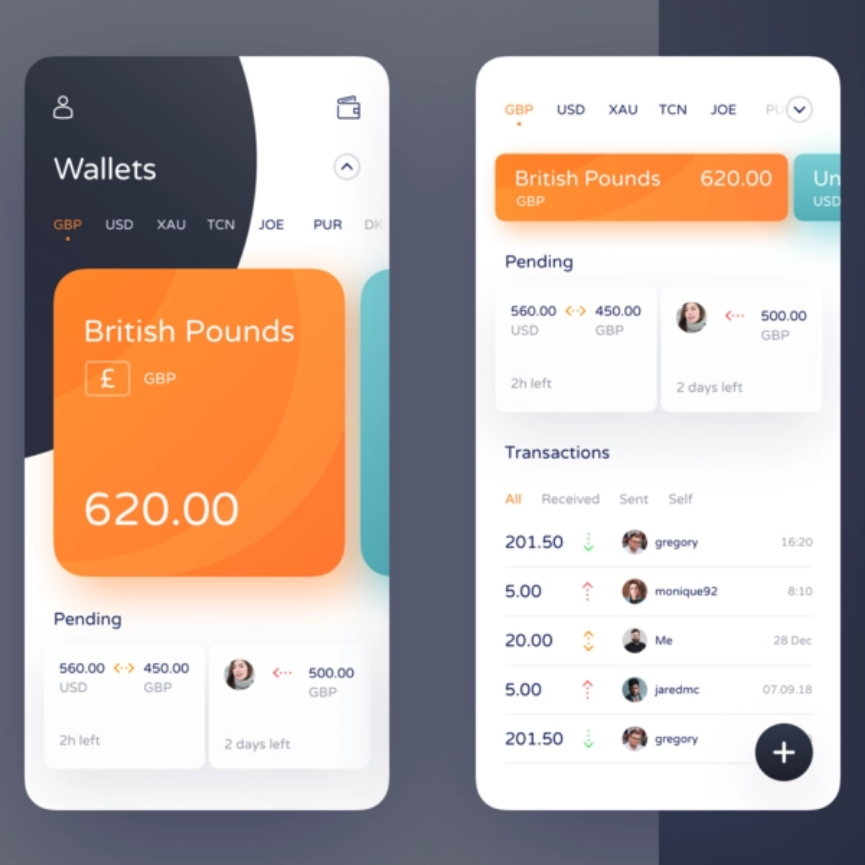 Wallets
GBP USD XAU TCN JOE PUR DK
British Pounds
£ GBP
620.00
Pending
560.00 450.00
USD GBP
2h left
500.00
GBP
2 days left
GBP USD XAU TCN JOE PU
British Pounds 620.00
GBP
Un
USD
Pending
560.00 450.00
USD GBP
2h left
500.00
GBP
2 days left
Transactions
All Received Sent Self
201.50 gregory 16:20
5.00 monique92 8:10
20.00 Me 28 Dec
5.00 jaredmc 07.09.18
201.50 gregory